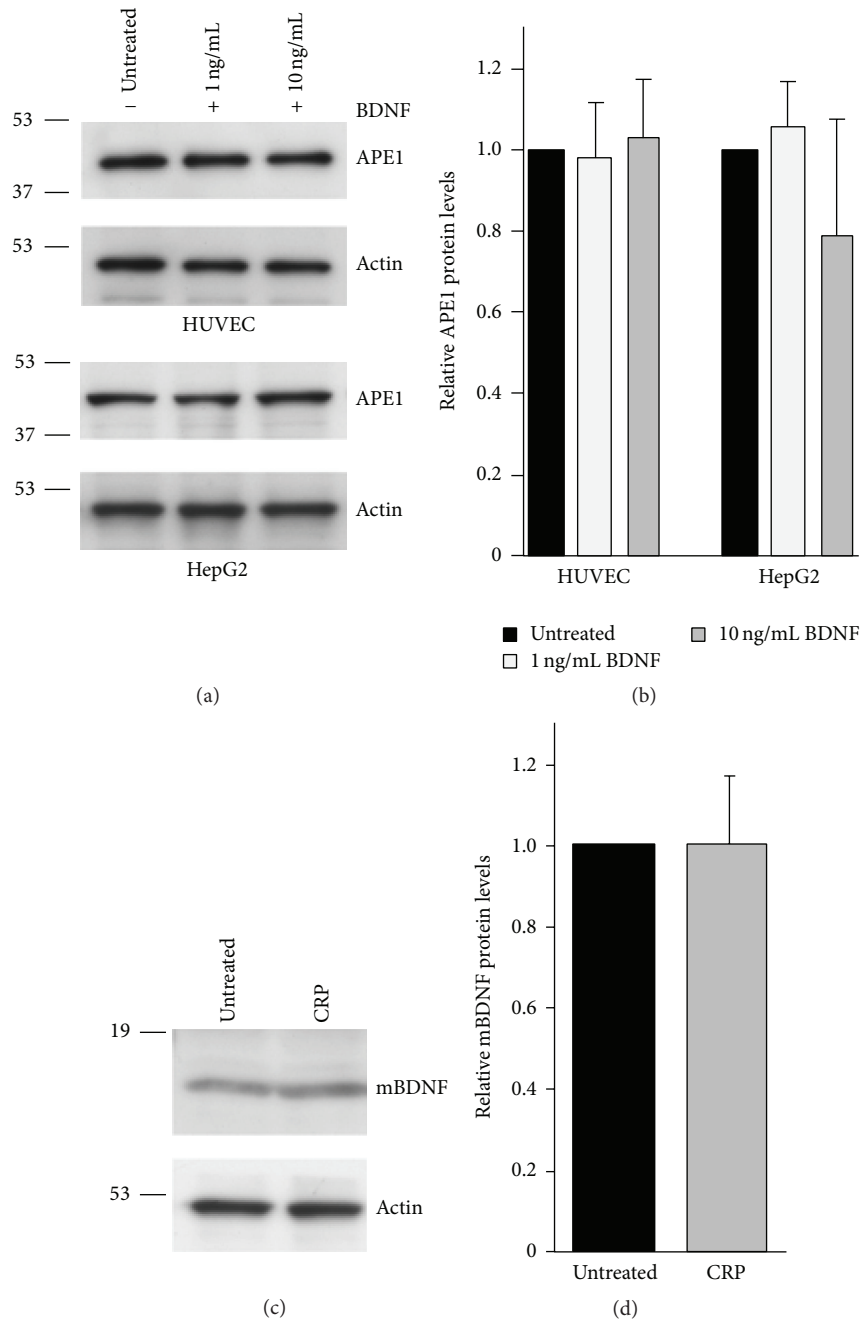 Untreated
1 ng/mL
10 ng/mL
− + + BDNF
53
APE1
37
53
Actin
HUVEC
53
APE1
37
53
Actin
HepG2
(a)
Relative APE1 protein levels
1.2
1.0
0.8
0.6
0.4
0.2
0
HUVEC HepG2
Untreated 10 ng/mL BDNF
1 ng/mL BDNF
(b)
Untreated
CRP
19
mBDNF
53
Actin
(c)
Relative mBDNF protein levels
1.2
1.0
0.8
0.6
0.4
0.2
0
Untreated CRP
(d)